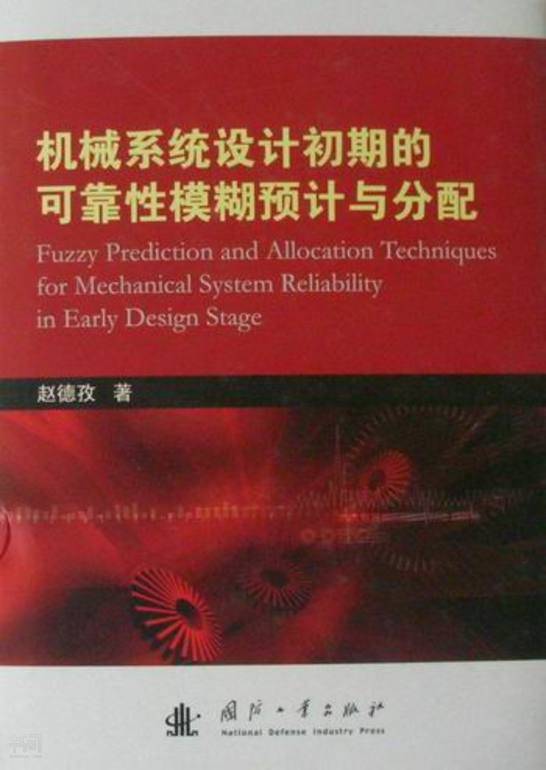 机械系统设计初期的
可靠性模糊预计与分配
Fuzzy Prediction and Allocation Techniques
for Mechanical System Reliability
in Early Design Stage
赵德孜 著
国防工业出版社
National Defense Industry Press